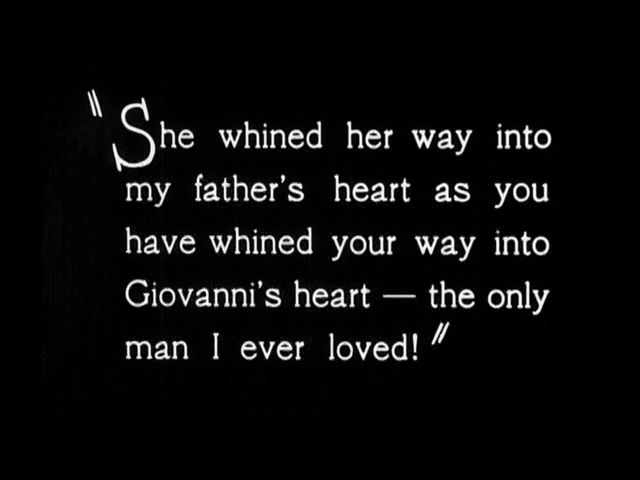 "She whined her way into
my father's heart as you
have whined your way into
Giovanni's heart — the only
man I ever loved!"